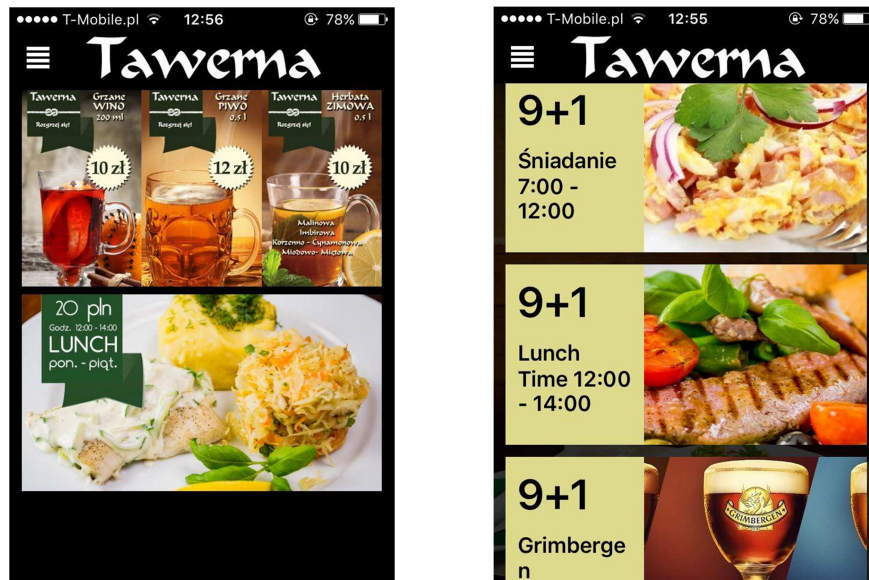 T-Mobile.pl 12:56 78%
Tawerna
Tawerna
Rozgrzej się!
Grzane
WINO
200 ml
10 zł
Tawerna
Rozgrzej się!
Grzane
PIWO
0,5 l
12 zł
Tawerna
Rozgrzej się!
Herbata
ZIMOWA
0,5 l
10 zł
Malinowa
Imbirowa
Korzenno - Cynamonowa
Miodowo - Miętowa
20 pln
Godz. 12:00 - 14:00
LUNCH
pon. - piąt.
T-Mobile.pl 12:55 78%
Tawerna
9+1
Śniadanie
7:00 -
12:00
9+1
Lunch
Time 12:00
- 14:00
9+1
Grimberge
n
GRIMBERGEN